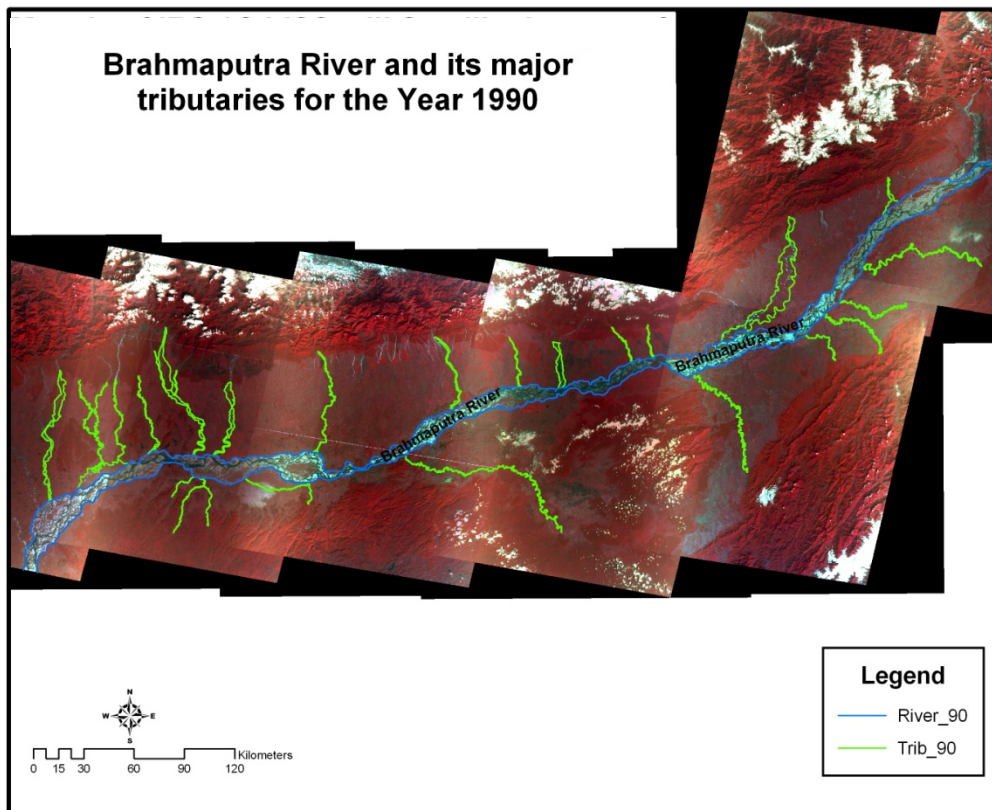 Brahmaputra River and its major
tributaries for the Year 1990
Brahmaputra River
Brahmaputra River
N
W E
S
Kilometers
0 15 30 60 90 120
Legend
River_90
Trib_90